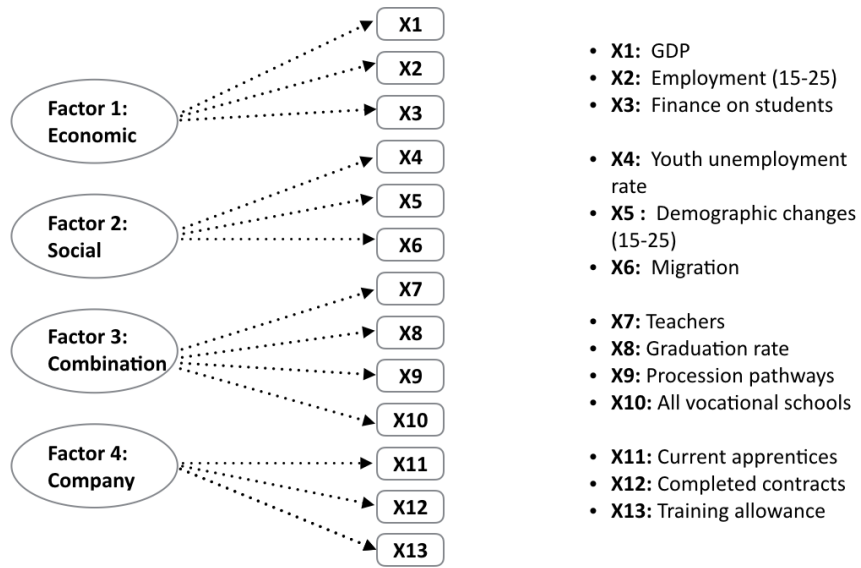 Factor 1:
Economic
Factor 2:
Social
Factor 3:
Combination
Factor 4:
Company
X1
X2
X3
X4
X5
X6
X7
X8
X9
X10
X11
X12
X13
• X1: GDP
• X2: Employment (15-25)
• X3: Finance on students
• X4: Youth unemployment
rate
• X5 : Demographic changes
(15-25)
• X6: Migration
• X7: Teachers
• X8: Graduation rate
• X9: Procession pathways
• X10: All vocational schools
• X11: Current apprentices
• X12: Completed contracts
• X13: Training allowance